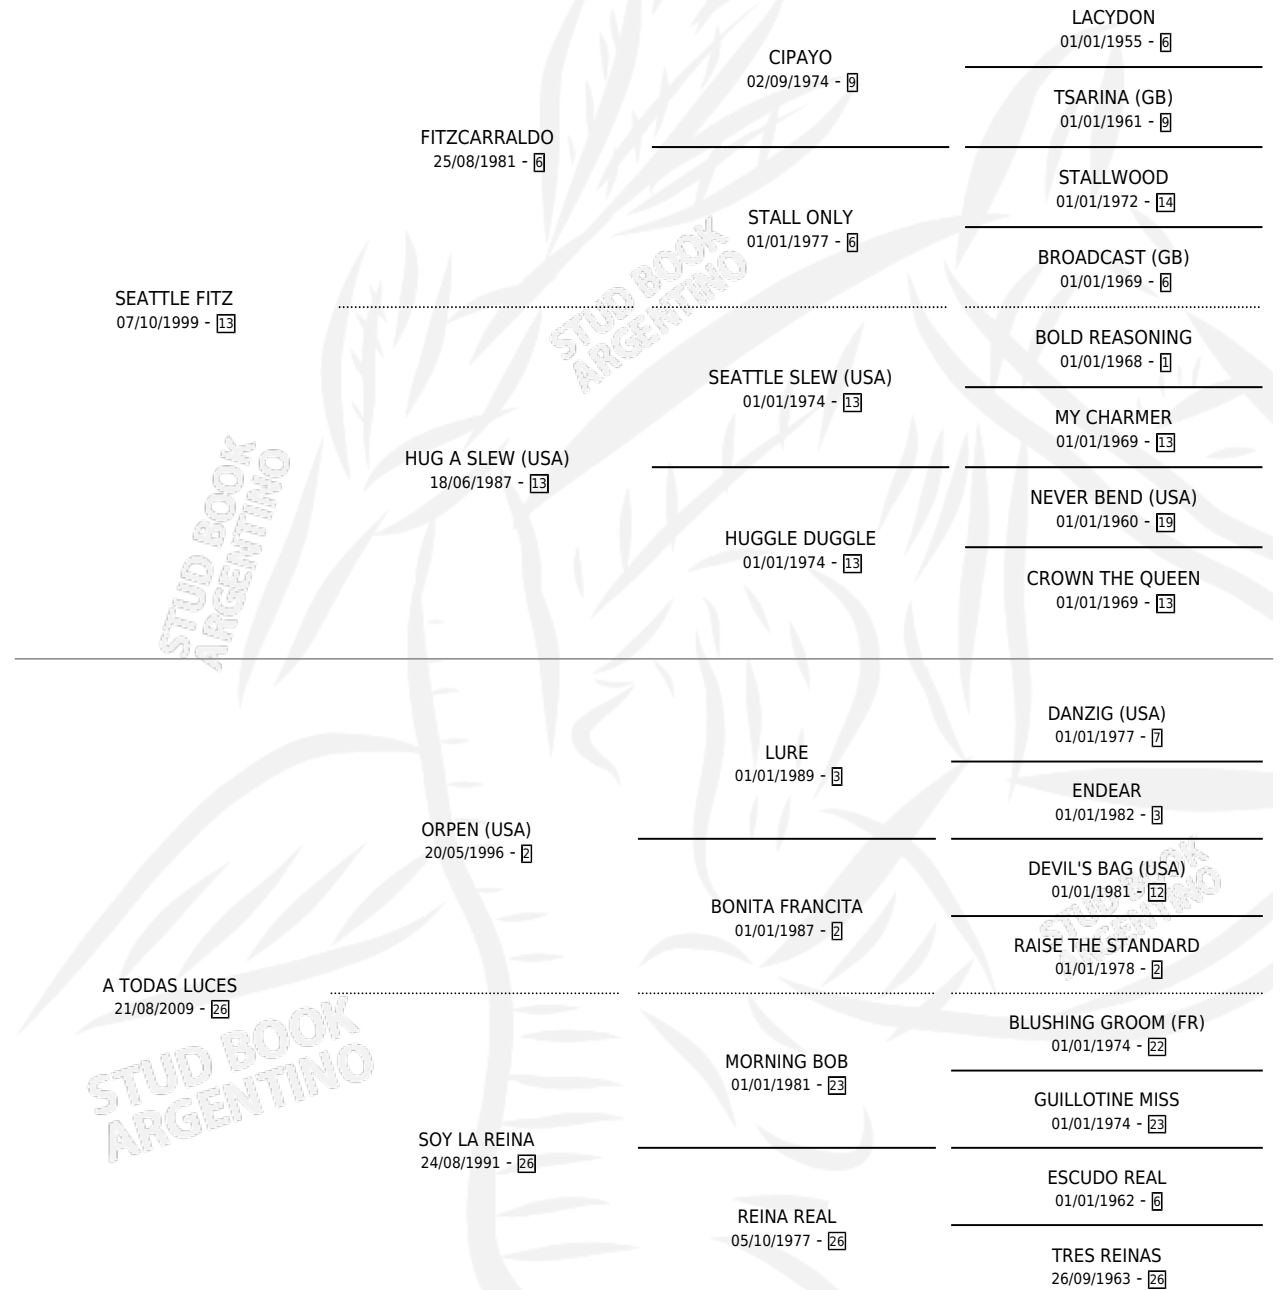 LACYDON
01/01/1955 - 6
CIPAYO
02/09/1974 - 9
TSARINA (GB)
01/01/1961 - 9
FITZCARRALDO
25/08/1981 - 6
STALLWOOD
01/01/1972 - 14
STALL ONLY
01/01/1977 - 6
BROADCAST (GB)
01/01/1969 - 6
SEATTLE FITZ
07/10/1999 - 13
BOLD REASONING
01/01/1968 - 1
SEATTLE SLEW (USA)
01/01/1974 - 13
MY CHARMER
01/01/1969 - 13
HUG A SLEW (USA)
18/06/1987 - 13
NEVER BEND (USA)
01/01/1960 - 19
HUGGLE DUGGLE
01/01/1974 - 13
CROWN THE QUEEN
01/01/1969 - 13
DANZIG (USA)
01/01/1977 - 7
LURE
01/01/1989 - 3
ENDEAR
01/01/1982 - 3
ORPEN (USA)
20/05/1996 - 2
DEVIL'S BAG (USA)
01/01/1981 - 12
BONITA FRANCITA
01/01/1987 - 2
RAISE THE STANDARD
01/01/1978 - 2
A TODAS LUCES
21/08/2009 - 26
BLUSHING GROOM (FR)
01/01/1974 - 22
MORNING BOB
01/01/1981 - 23
GUILLOTINE MISS
01/01/1974 - 23
SOY LA REINA
24/08/1991 - 26
ESCUDO REAL
01/01/1962 - 6
REINA REAL
05/10/1977 - 26
TRES REINAS
26/09/1963 - 26
STUD BOOK
ARGENTINO
STUD BOOK
ARGENTINO
STUD BOOK
ARGENTINO
STUD BOOK
ARGENTINO